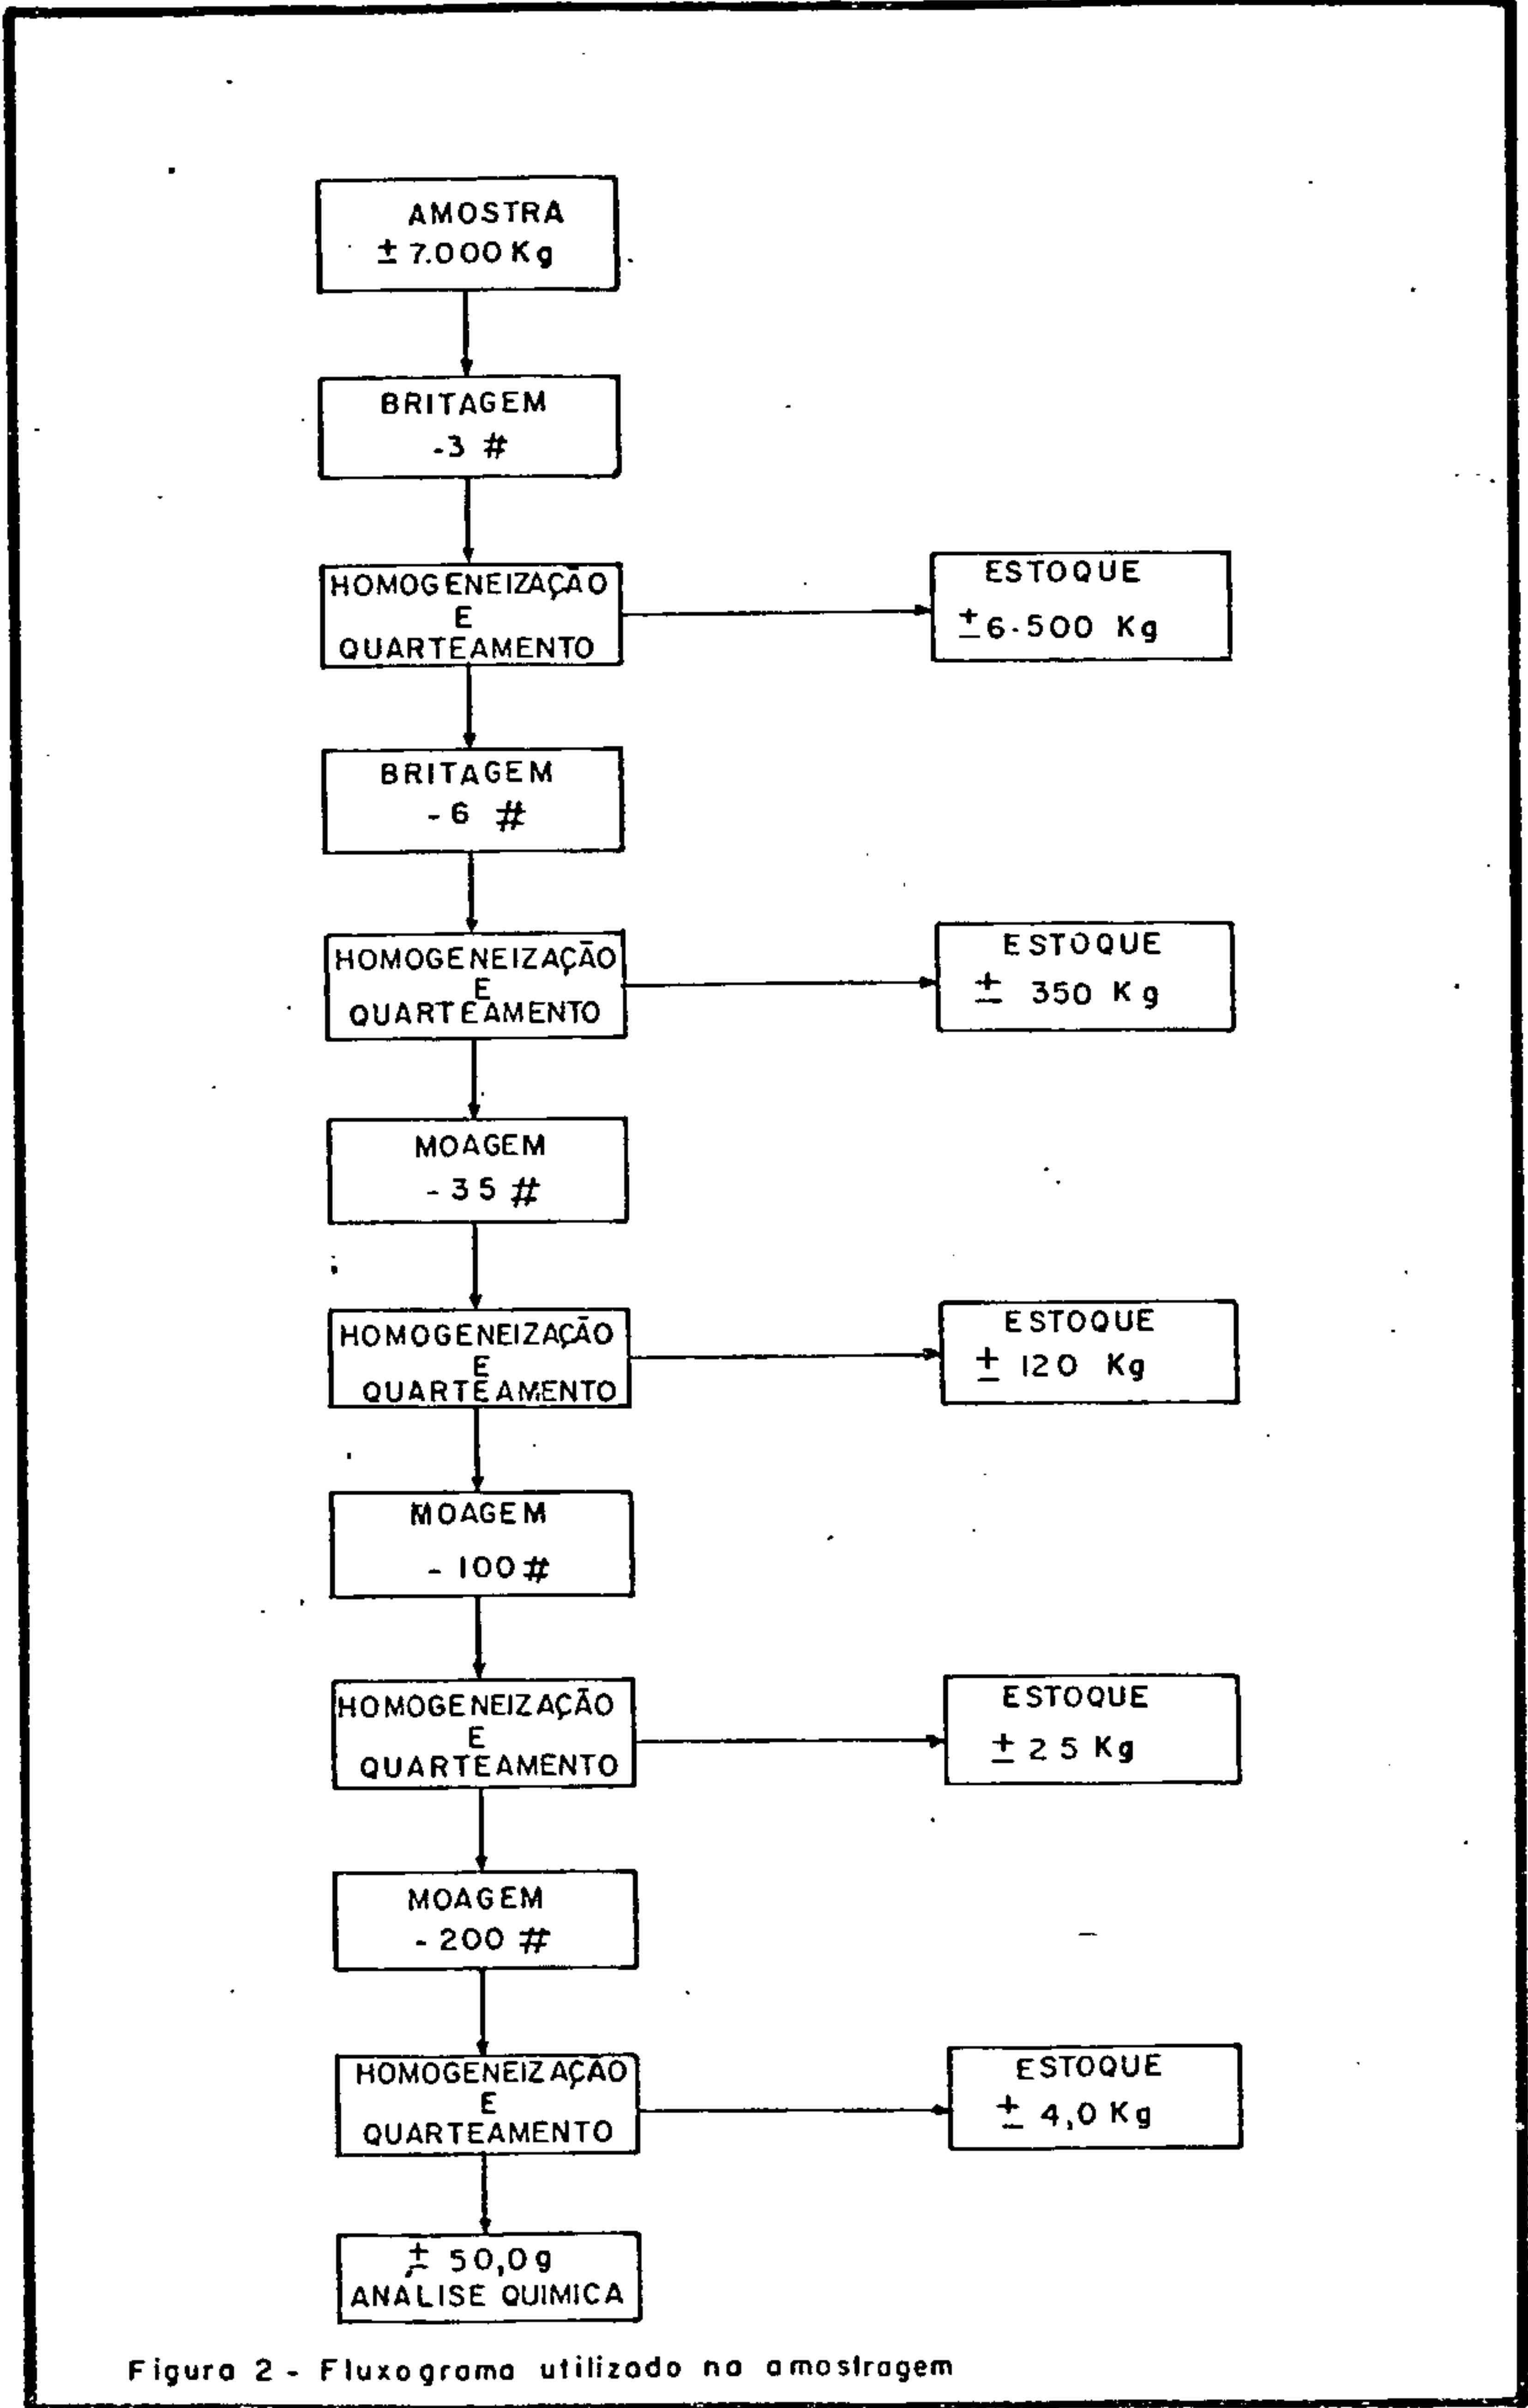 AMOSTRA
± 7.000 Kg
BRITAGEM
-3 #
HOMOGENEIZAÇÃO
E
QUARTEAMENTO
ESTOQUE
± 6.500 Kg
BRITAGEM
- 6 #
HOMOGENEIZAÇÃO
E
QUARTEAMENTO
ESTOQUE
± 350 Kg
MOAGEM
- 35 #
HOMOGENEIZAÇÃO
E
QUARTEAMENTO
ESTOQUE
± 120 Kg
MOAGEM
- 100 #
HOMOGENEIZAÇÃO
E
QUARTEAMENTO
ESTOQUE
± 25 Kg
MOAGEM
- 200 #
HOMOGENEIZAÇÃO
E
QUARTEAMENTO
ESTOQUE
± 4,0 Kg
± 50,0 g
ANALISE QUIMICA
Figura 2 - Fluxograma utilizado na amostragem